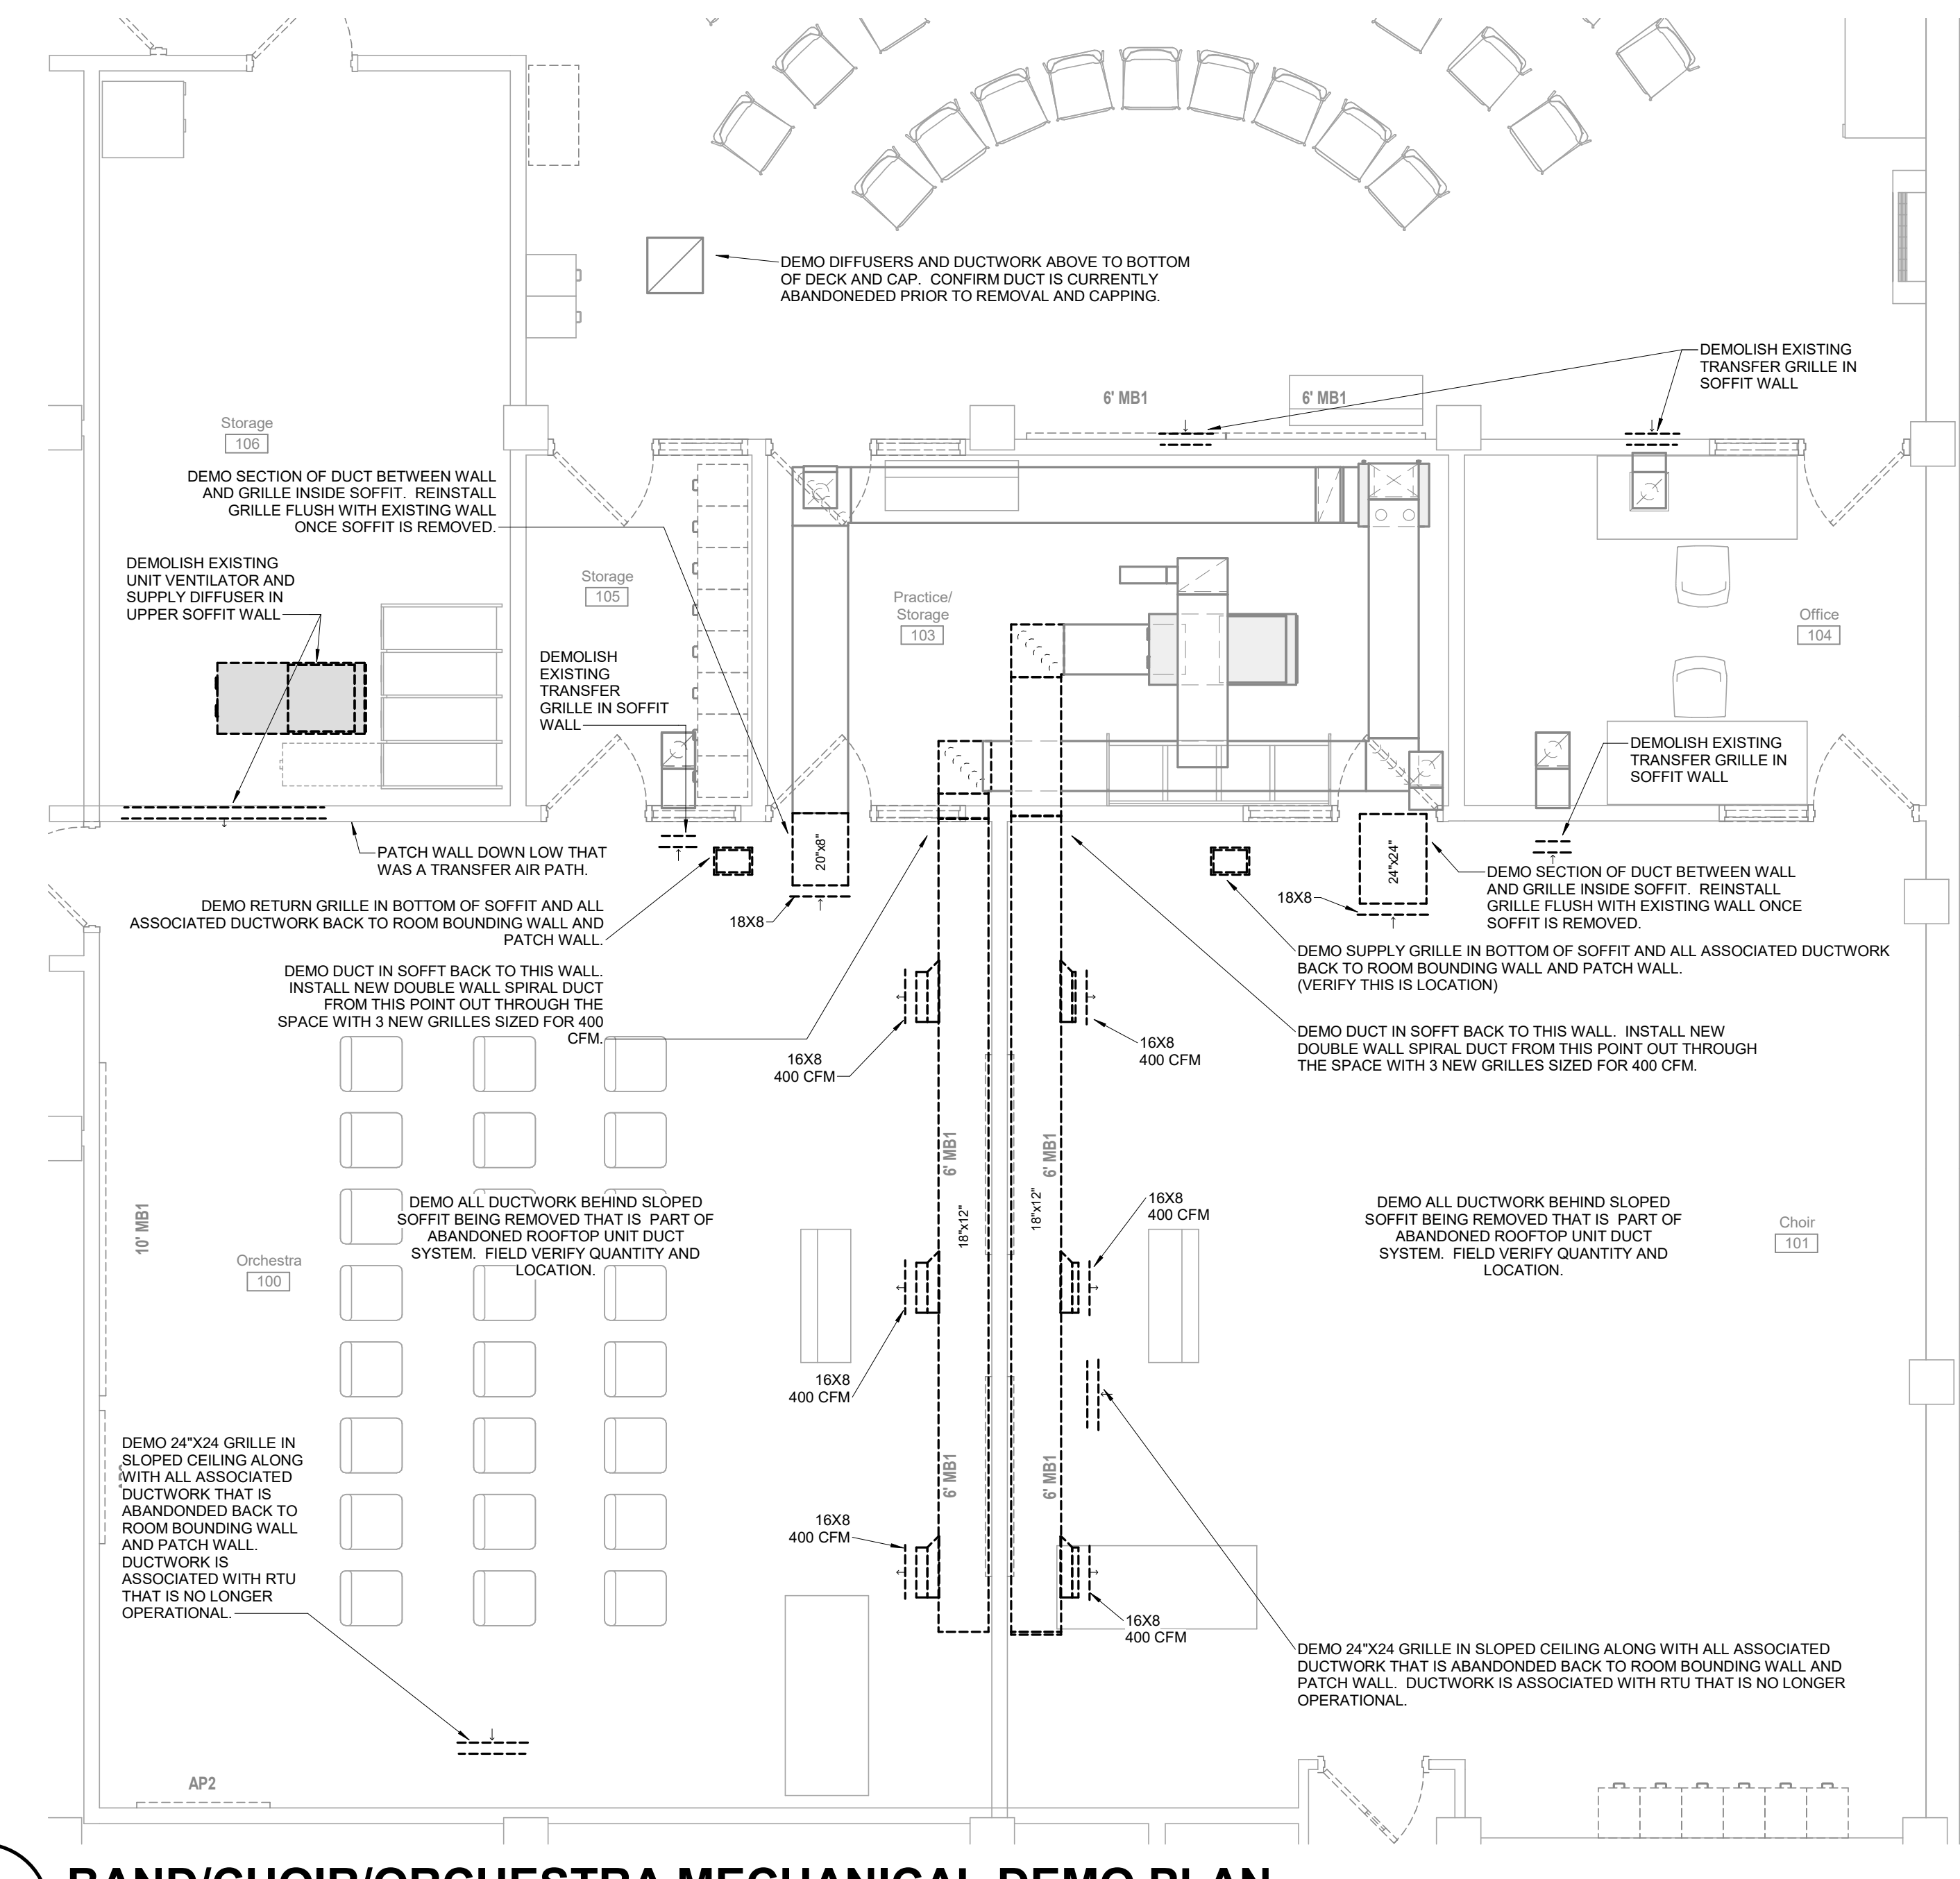 DEMO DIFFUSERS AND DUCTWORK ABOVE TO BOTTOM
OF DECK AND CAP.  CONFIRM DUCT IS CURRENTLY
ABANDONEDED PRIOR TO REMOVAL AND CAPPING.
DEMOLISH EXISTING
TRANSFER GRILLE IN
SOFFIT WALL
6' MB1
6' MB1
Storage
106
DEMO SECTION OF DUCT BETWEEN WALL
AND GRILLE INSIDE SOFFIT.  REINSTALL
GRILLE FLUSH WITH EXISTING WALL
ONCE SOFFIT IS REMOVED.
DEMOLISH EXISTING
UNIT VENTILATOR AND
SUPPLY DIFFUSER IN
UPPER SOFFIT WALL
Storage
105
Practice/
Storage
103
Office
104
DEMOLISH
EXISTING
TRANSFER
GRILLE IN SOFFIT
WALL
DEMOLISH EXISTING
TRANSFER GRILLE IN
SOFFIT WALL
PATCH WALL DOWN LOW THAT
WAS A TRANSFER AIR PATH.
20"x8"
24"x24"
18X8
18X8
DEMO SECTION OF DUCT BETWEEN WALL
AND GRILLE INSIDE SOFFIT.  REINSTALL
GRILLE FLUSH WITH EXISTING WALL ONCE
SOFFIT IS REMOVED.
DEMO RETURN GRILLE IN BOTTOM OF SOFFIT AND ALL
ASSOCIATED DUCTWORK BACK TO ROOM BOUNDING WALL AND
PATCH WALL.
DEMO SUPPLY GRILLE IN BOTTOM OF SOFFIT AND ALL ASSOCIATED DUCTWORK
BACK TO ROOM BOUNDING WALL AND PATCH WALL.
(VERIFY THIS IS LOCATION)
DEMO DUCT IN SOFFT BACK TO THIS WALL.
INSTALL NEW DOUBLE WALL SPIRAL DUCT
FROM THIS POINT OUT THROUGH THE
SPACE WITH 3 NEW GRILLES SIZED FOR 400
CFM.
DEMO DUCT IN SOFFT BACK TO THIS WALL.  INSTALL NEW
DOUBLE WALL SPIRAL DUCT FROM THIS POINT OUT THROUGH
THE SPACE WITH 3 NEW GRILLES SIZED FOR 400 CFM.
16X8
400 CFM
16X8
400 CFM
6' MB1
6' MB1
18"x12"
18"x12"
10' MB1
Orchestra
100
DEMO ALL DUCTWORK BEHIND SLOPED
SOFFIT BEING REMOVED THAT IS  PART OF
ABANDONED ROOFTOP UNIT DUCT
SYSTEM.  FIELD VERIFY QUANTITY AND
LOCATION.
16X8
400 CFM
DEMO ALL DUCTWORK BEHIND SLOPED
SOFFIT BEING REMOVED THAT IS  PART OF
ABANDONED ROOFTOP UNIT DUCT
SYSTEM.  FIELD VERIFY QUANTITY AND
LOCATION.
Choir
101
16X8
400 CFM
6' MB1
6' MB1
DEMO 24"X24 GRILLE IN
SLOPED CEILING ALONG
WITH ALL ASSOCIATED
DUCTWORK THAT IS
ABANDONDED BACK TO
ROOM BOUNDING WALL
AND PATCH WALL.
DUCTWORK IS
ASSOCIATED WITH RTU
THAT IS NO LONGER
OPERATIONAL.
16X8
400 CFM
16X8
400 CFM
DEMO 24"X24 GRILLE IN SLOPED CEILING ALONG WITH ALL ASSOCIATED
DUCTWORK THAT IS ABANDONDED BACK TO ROOM BOUNDING WALL AND
PATCH WALL.  DUCTWORK IS ASSOCIATED WITH RTU THAT IS NO LONGER
OPERATIONAL.
AP2
BAND/CHOIR/ORCHESTRA MECHANICAL DEMO PLAN